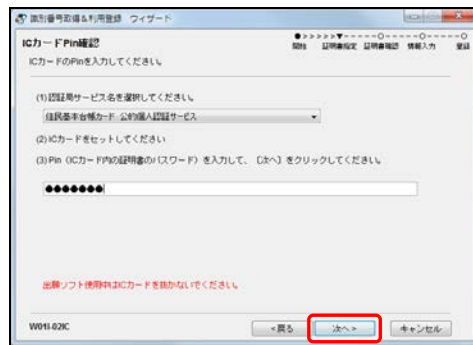 識別番号取得&利用登録 ウィザード
ICカードPin確認
ICカードのPinを入力してください。
開始 証明書指定 証明書確認 情報入力 登録
(1)認証局サービス名を選択してください。
住民基本台帳カード 公的個人認証サービス
(2)ICカードをセットしてください
(3)Pin（ICカード内の証明書のパスワード）を入力して、［次へ］をクリックしてください。
●●●●●●●
出願ソフト使用中はICカードを抜かないでください。
W01I-02IC
<戻る 次へ> キャンセル